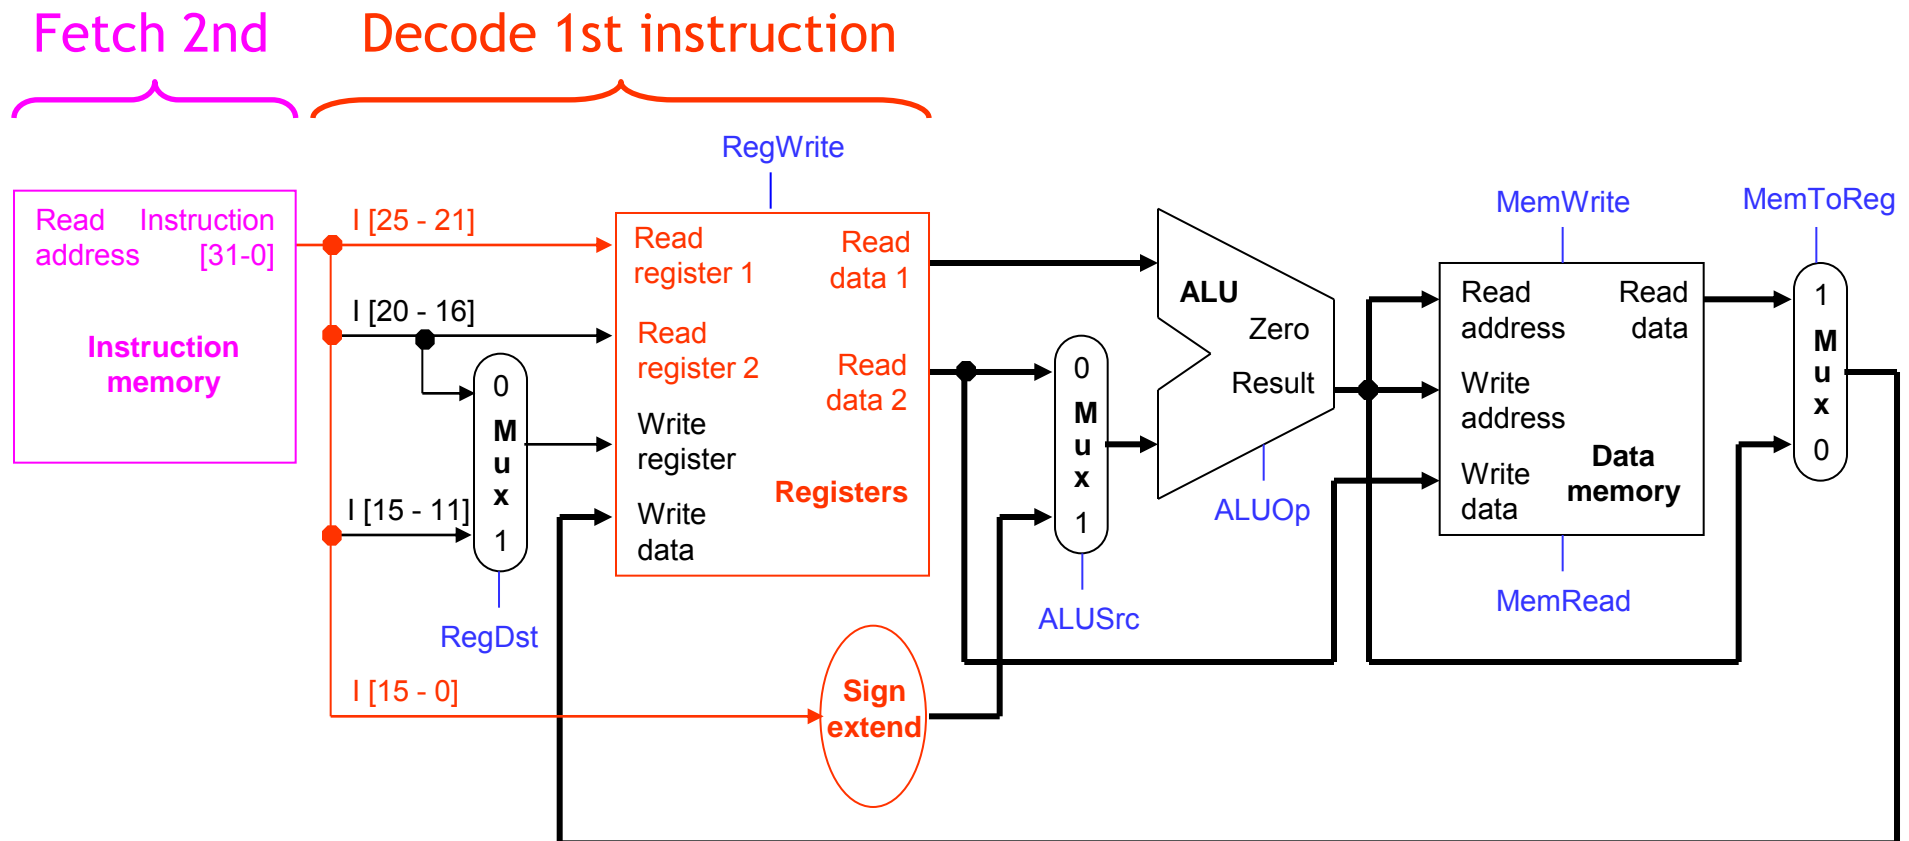 Fetch 2nd
Decode 1st instruction
RegWrite
Read Instruction
address [31-0]
Instruction
memory
I [25 - 21]
I [20 - 16]
I [15 - 11]
I [15 - 0]
0
M
u
x
1
RegDst
Read
register 1
Read
data 1
Read
register 2
Read
data 2
Write
register
Write
data
Registers
Sign
extend
0
M
u
x
1
ALUSrc
ALU
Zero
Result
ALUOp
MemWrite
Read
address
Read
data
Write
address
Write
data
Data
memory
MemRead
MemToReg
1
M
u
x
0